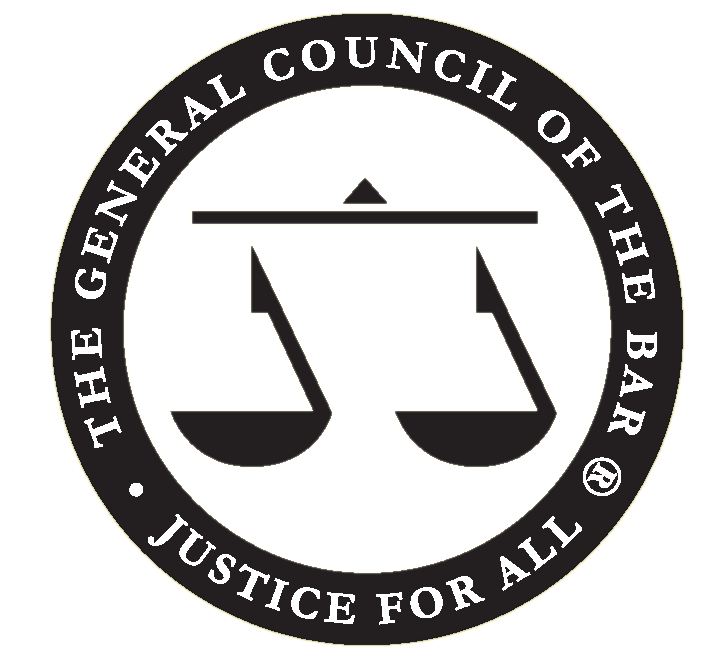 THE GENERAL COUNCIL OF THE BAR ®
• JUSTICE FOR ALL